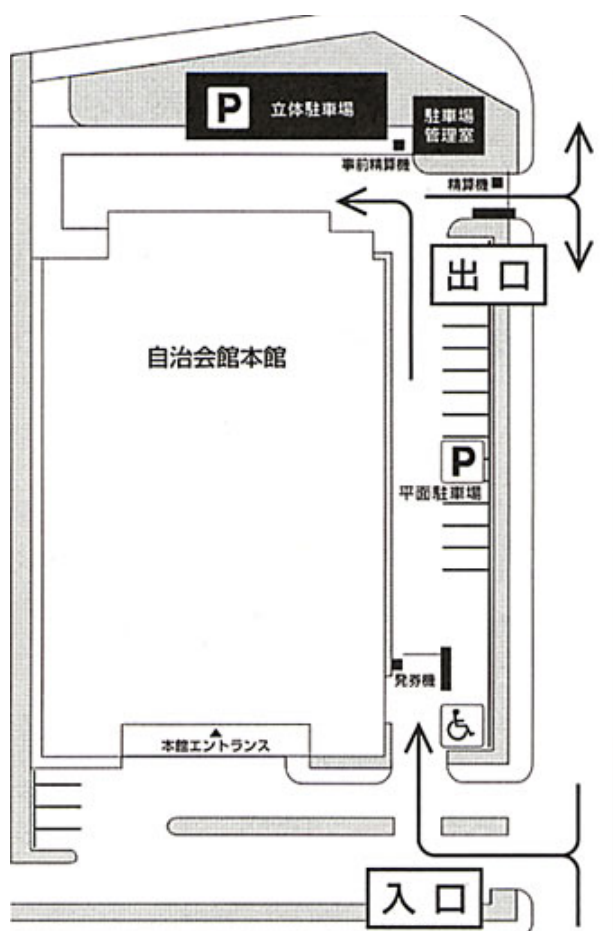 P 立体駐車場
駐車場
管理室
事前精算機
精算機
出口
自治会館本館
P
平面駐車場
発券機
本館エントランス
入口